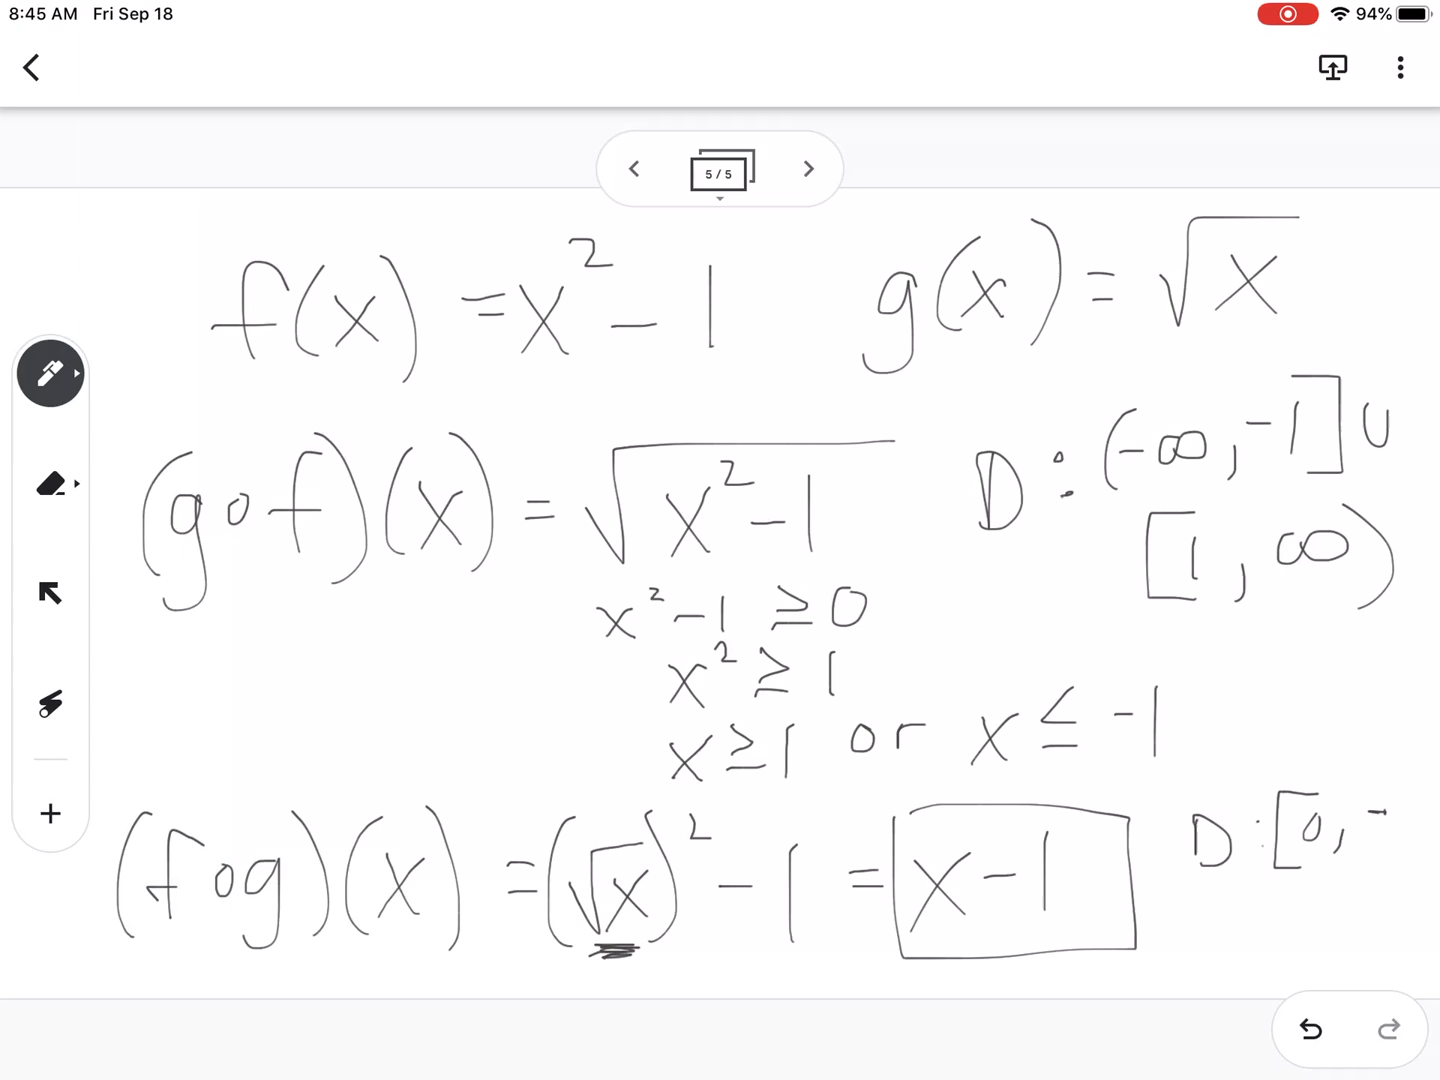 8:45 AM Fri Sep 18 94%
5 / 5
f(x) = x² - 1 g(x) = √x
(g∘f)(x) = √(x² - 1) D: (-∞, -1] ∪
[1, ∞)
x² - 1 ≥ 0
x² ≥ 1
x ≥ 1 or x ≤ -1
(f∘g)(x) = (√x)² - 1 = x - 1 D: [0,